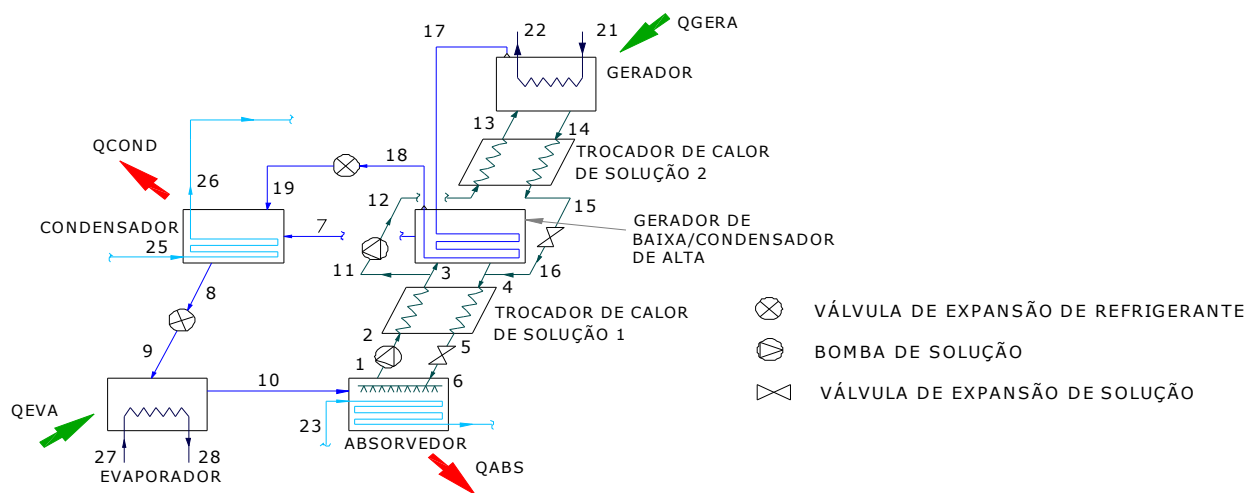 17
22
21
QGERA
GERADOR
13
14
TROCADOR DE CALOR
DE SOLUÇÃO 2
QCOND
26
19
18
12
15
CONDENSADOR
7
25
GERADOR DE
BAIXA/CONDENSADOR
DE ALTA
11
3
16
4
8
TROCADOR DE CALOR
DE SOLUÇÃO 1
2
5
9
1
6
10
QEVA
23
27
28
EVAPORADOR
ABSORVEDOR
QABS
VÁLVULA DE EXPANSÃO DE REFRIGERANTE
BOMBA DE SOLUÇÃO
VÁLVULA DE EXPANSÃO DE SOLUÇÃO